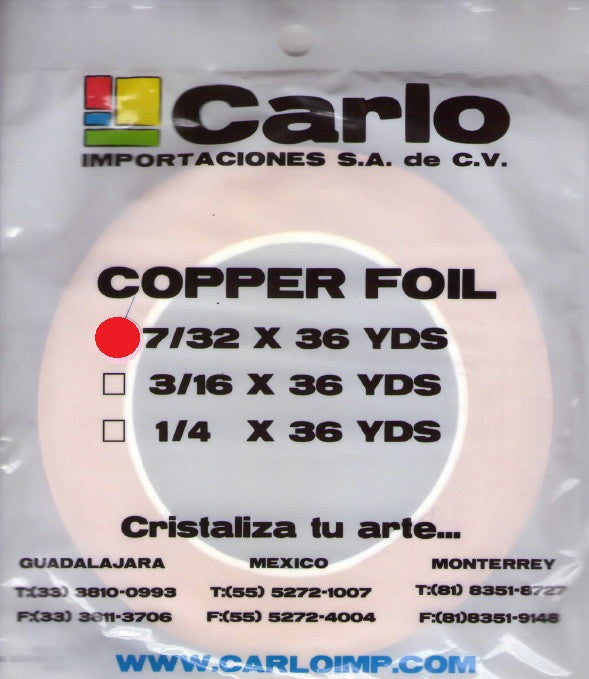 Carlo
IMPORTACIONES S.A. de C.V.
COPPER FOIL
7/32 X 36 YDS
3/16 X 36 YDS
1/4 X 36 YDS
Cristaliza tu arte...
GUADALAJARA MEXICO MONTERREY
T:(33) 3810-0993 T:(55) 5272-1007 T:(81) 8351-8727
F:(33) 3811-3706 F:(55) 5272-4004 F:(81)8351-9148
WWW.CARLOIMP.COM